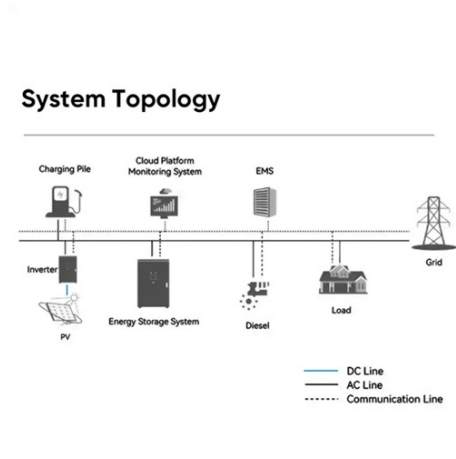 System Topology
Charging Pile
Cloud Platform
Monitoring System
EMS
Grid
Inverter
Energy Storage System
Diesel
Load
PV
DC Line
AC Line
Communication Line